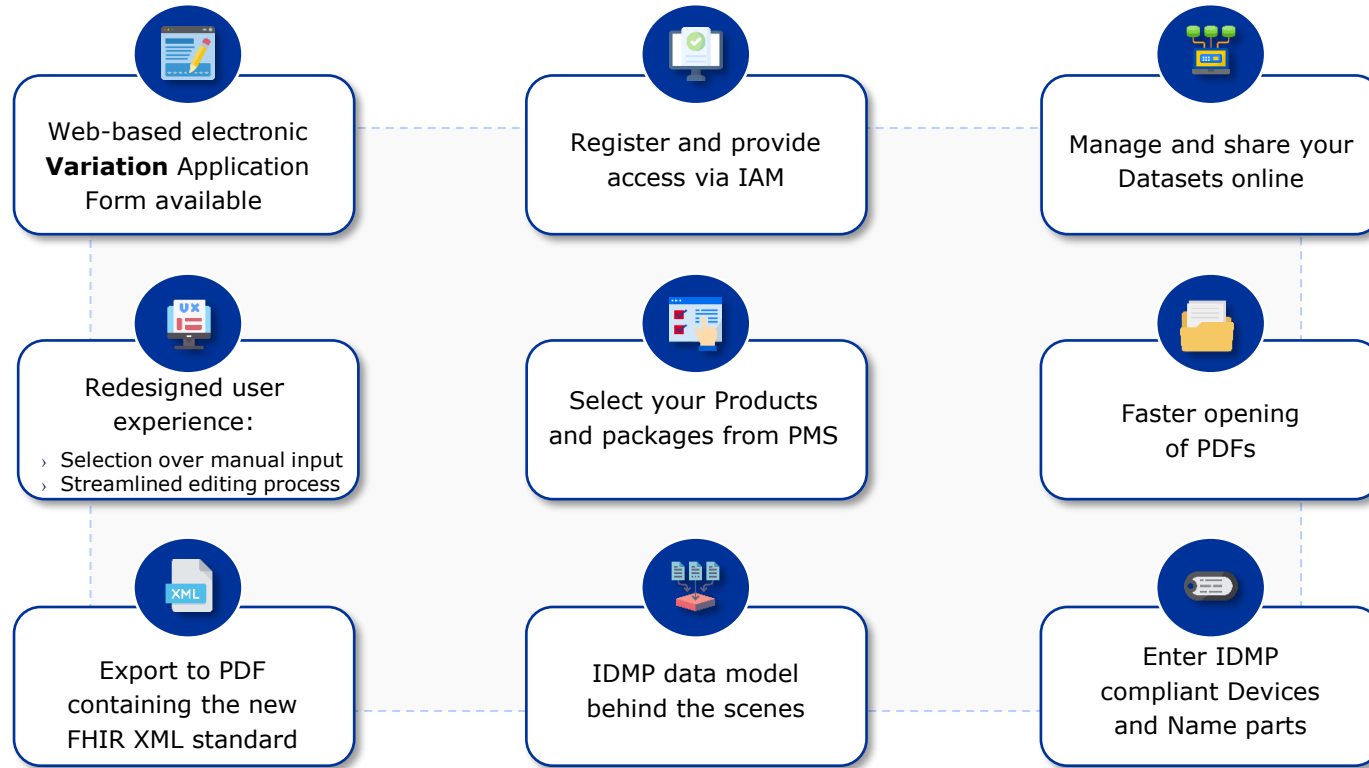 Web-based electronic
Variation Application
Form available
Register and provide
access via IAM
Manage and share your
Datasets online
UX
Redesigned user
experience:
› Selection over manual input
› Streamlined editing process
Select your Products
and packages from PMS
Faster opening
of PDFs
XML
Export to PDF
containing the new
FHIR XML standard
IDMP data model
behind the scenes
Enter IDMP
compliant Devices
and Name parts